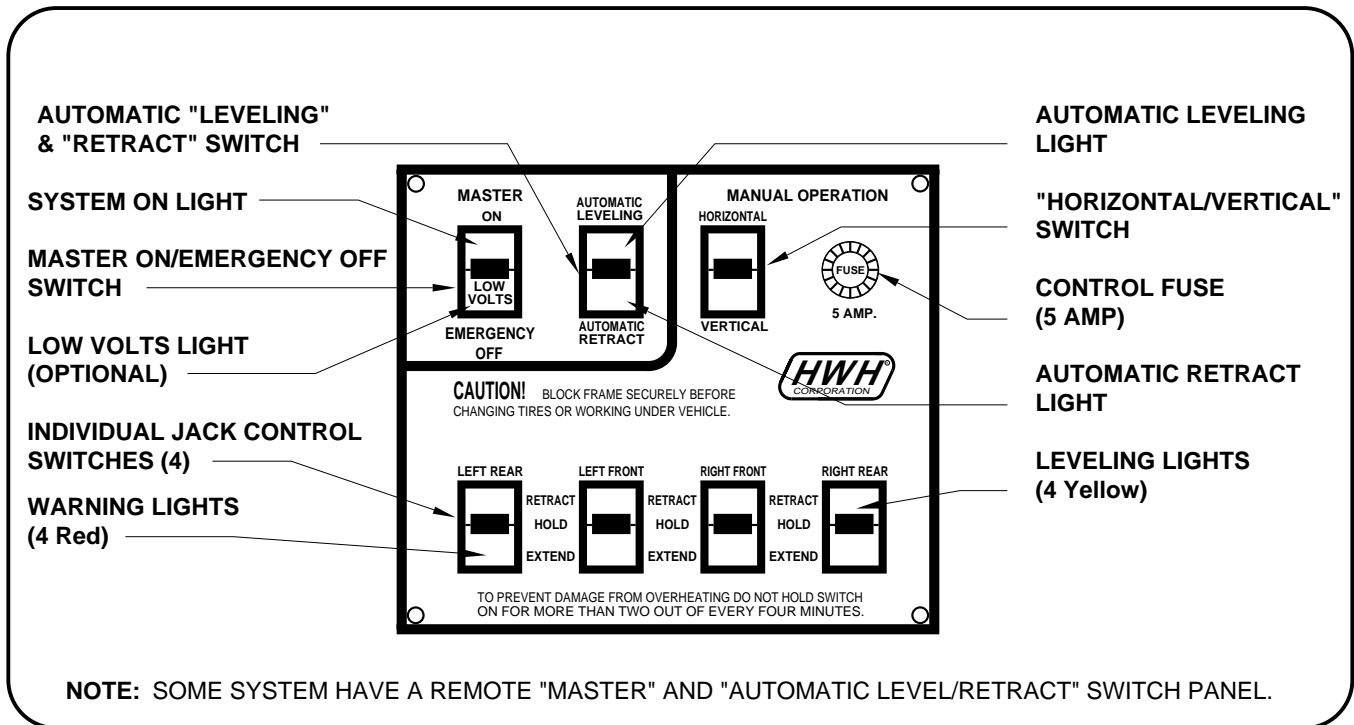 AUTOMATIC "LEVELING"
& "RETRACT" SWITCH
SYSTEM ON LIGHT
MASTER ON/EMERGENCY OFF
SWITCH
LOW VOLTS LIGHT
(OPTIONAL)
INDIVIDUAL JACK CONTROL
SWITCHES (4)
WARNING LIGHTS
(4 Red)
MASTER
ON
LOW
VOLTS
EMERGENCY
OFF
AUTOMATIC
LEVELING
AUTOMATIC
RETRACT
MANUAL OPERATION
HORIZONTAL
VERTICAL
FUSE
5 AMP.
HWH
CORPORATION
CAUTION! BLOCK FRAME SECURELY BEFORE
CHANGING TIRES OR WORKING UNDER VEHICLE.
LEFT REAR
RETRACT
HOLD
EXTEND
LEFT FRONT
RETRACT
HOLD
EXTEND
RIGHT FRONT
RETRACT
HOLD
EXTEND
RIGHT REAR
TO PREVENT DAMAGE FROM OVERHEATING DO NOT HOLD SWITCH
ON FOR MORE THAN TWO OUT OF EVERY FOUR MINUTES.
AUTOMATIC LEVELING
LIGHT
"HORIZONTAL/VERTICAL"
SWITCH
CONTROL FUSE
(5 AMP)
AUTOMATIC RETRACT
LIGHT
LEVELING LIGHTS
(4 Yellow)
NOTE: SOME SYSTEM HAVE A REMOTE "MASTER" AND "AUTOMATIC LEVEL/RETRACT" SWITCH PANEL.